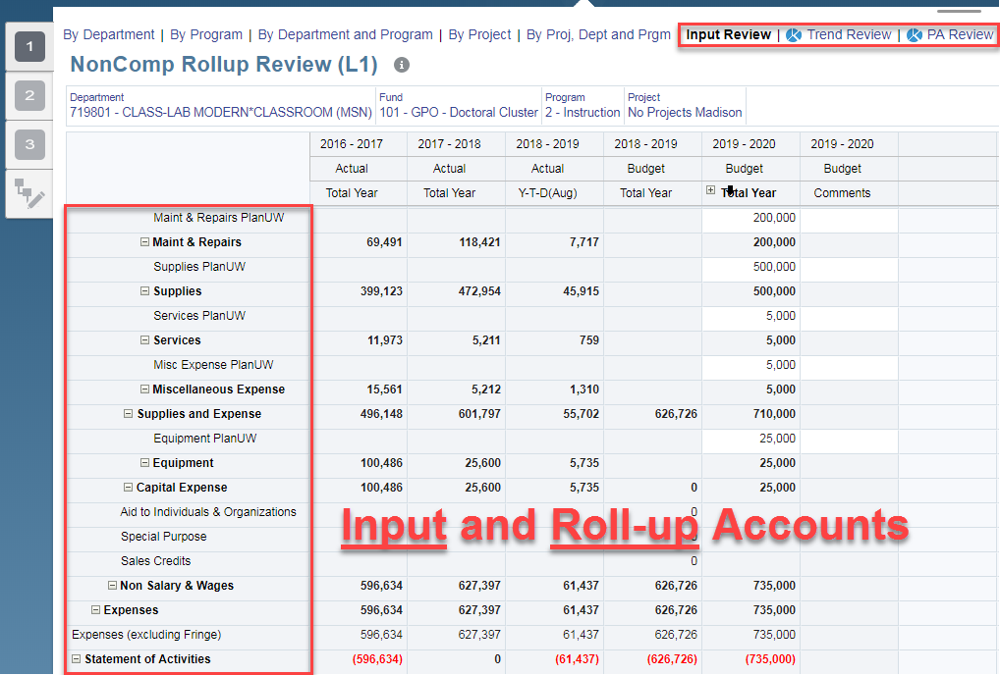 1
2
3
By Department | By Program | By Department and Program | By Project | By Proj, Dept and Prgm Input Review | Trend Review | PA Review
NonComp Rollup Review (L1) i
Department Fund Program Project
719801 - CLASS-LAB MODERN*CLASSROOM (MSN) 101 - GPO - Doctoral Cluster 2 - Instruction No Projects Madison
2016 - 2017 2017 - 2018 2018 - 2019 2018 - 2019 2019 - 2020 2019 - 2020
Actual Actual Actual Budget Budget Budget
Total Year Total Year Y-T-D(Aug) Total Year Total Year Comments
Maint & Repairs PlanUW 200,000
Maint & Repairs 69,491 118,421 7,717 200,000
Supplies PlanUW 500,000
Supplies 399,123 472,954 45,915 500,000
Services PlanUW 5,000
Services 11,973 5,211 759 5,000
Misc Expense PlanUW 5,000
Miscellaneous Expense 15,561 5,212 1,310 5,000
Supplies and Expense 496,148 601,797 55,702 626,726 710,000
Equipment PlanUW 25,000
Equipment 100,486 25,600 5,735 25,000
Capital Expense 100,486 25,600 5,735 0 25,000
Aid to Individuals & Organizations 0
Input and Roll-up Accounts
Special Purpose
Sales Credits 0
Non Salary & Wages 596,634 627,397 61,437 626,726 735,000
Expenses 596,634 627,397 61,437 626,726 735,000
Expenses (excluding Fringe) 596,634 627,397 61,437 626,726 735,000
Statement of Activities (596,634) 0 (61,437) (626,726) (735,000)